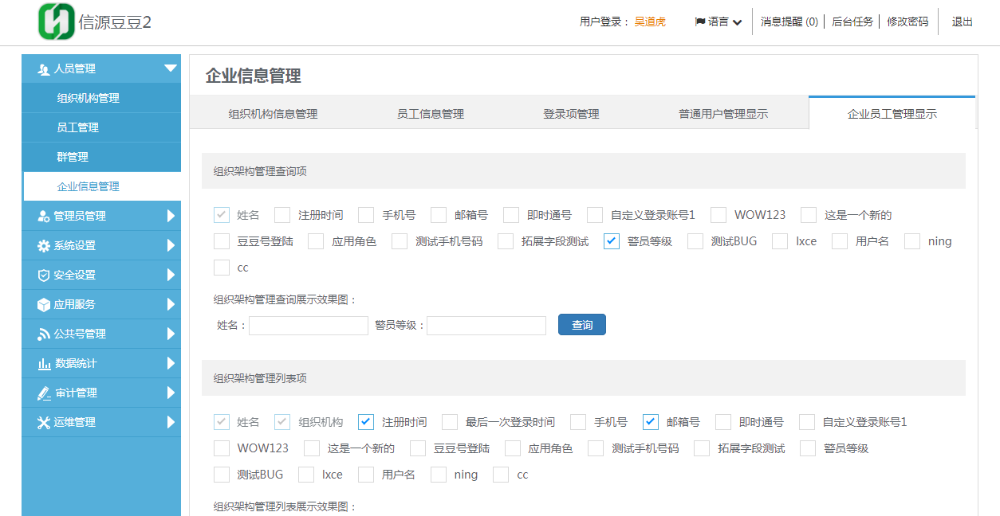 信源豆豆2
用户登录： 吴道虎 语言 消息提醒 (0) 后台任务 修改密码 退出
人员管理
组织机构管理
员工管理
群管理
企业信息管理
管理员管理
系统设置
安全设置
应用服务
公共号管理
数据统计
审计管理
运维管理
企业信息管理
组织机构信息管理 员工信息管理 登录项管理 普通用户管理显示 企业员工管理显示
组织架构管理查询项
姓名 注册时间 手机号 邮箱号 即时通号 自定义登录账号1 WOW123 这是一个新的
豆豆号登陆 应用角色 测试手机号码 拓展字段测试 警员等级 测试BUG lxce 用户名 ning
cc
组织架构管理查询展示效果图：
姓名： 警员等级： 查询
组织架构管理列表项
姓名 组织机构 注册时间 最后一次登录时间 手机号 邮箱号 即时通号 自定义登录账号1
WOW123 这是一个新的 豆豆号登陆 应用角色 测试手机号码 拓展字段测试 警员等级
测试BUG lxce 用户名 ning cc
组织架构管理列表展示效果图：